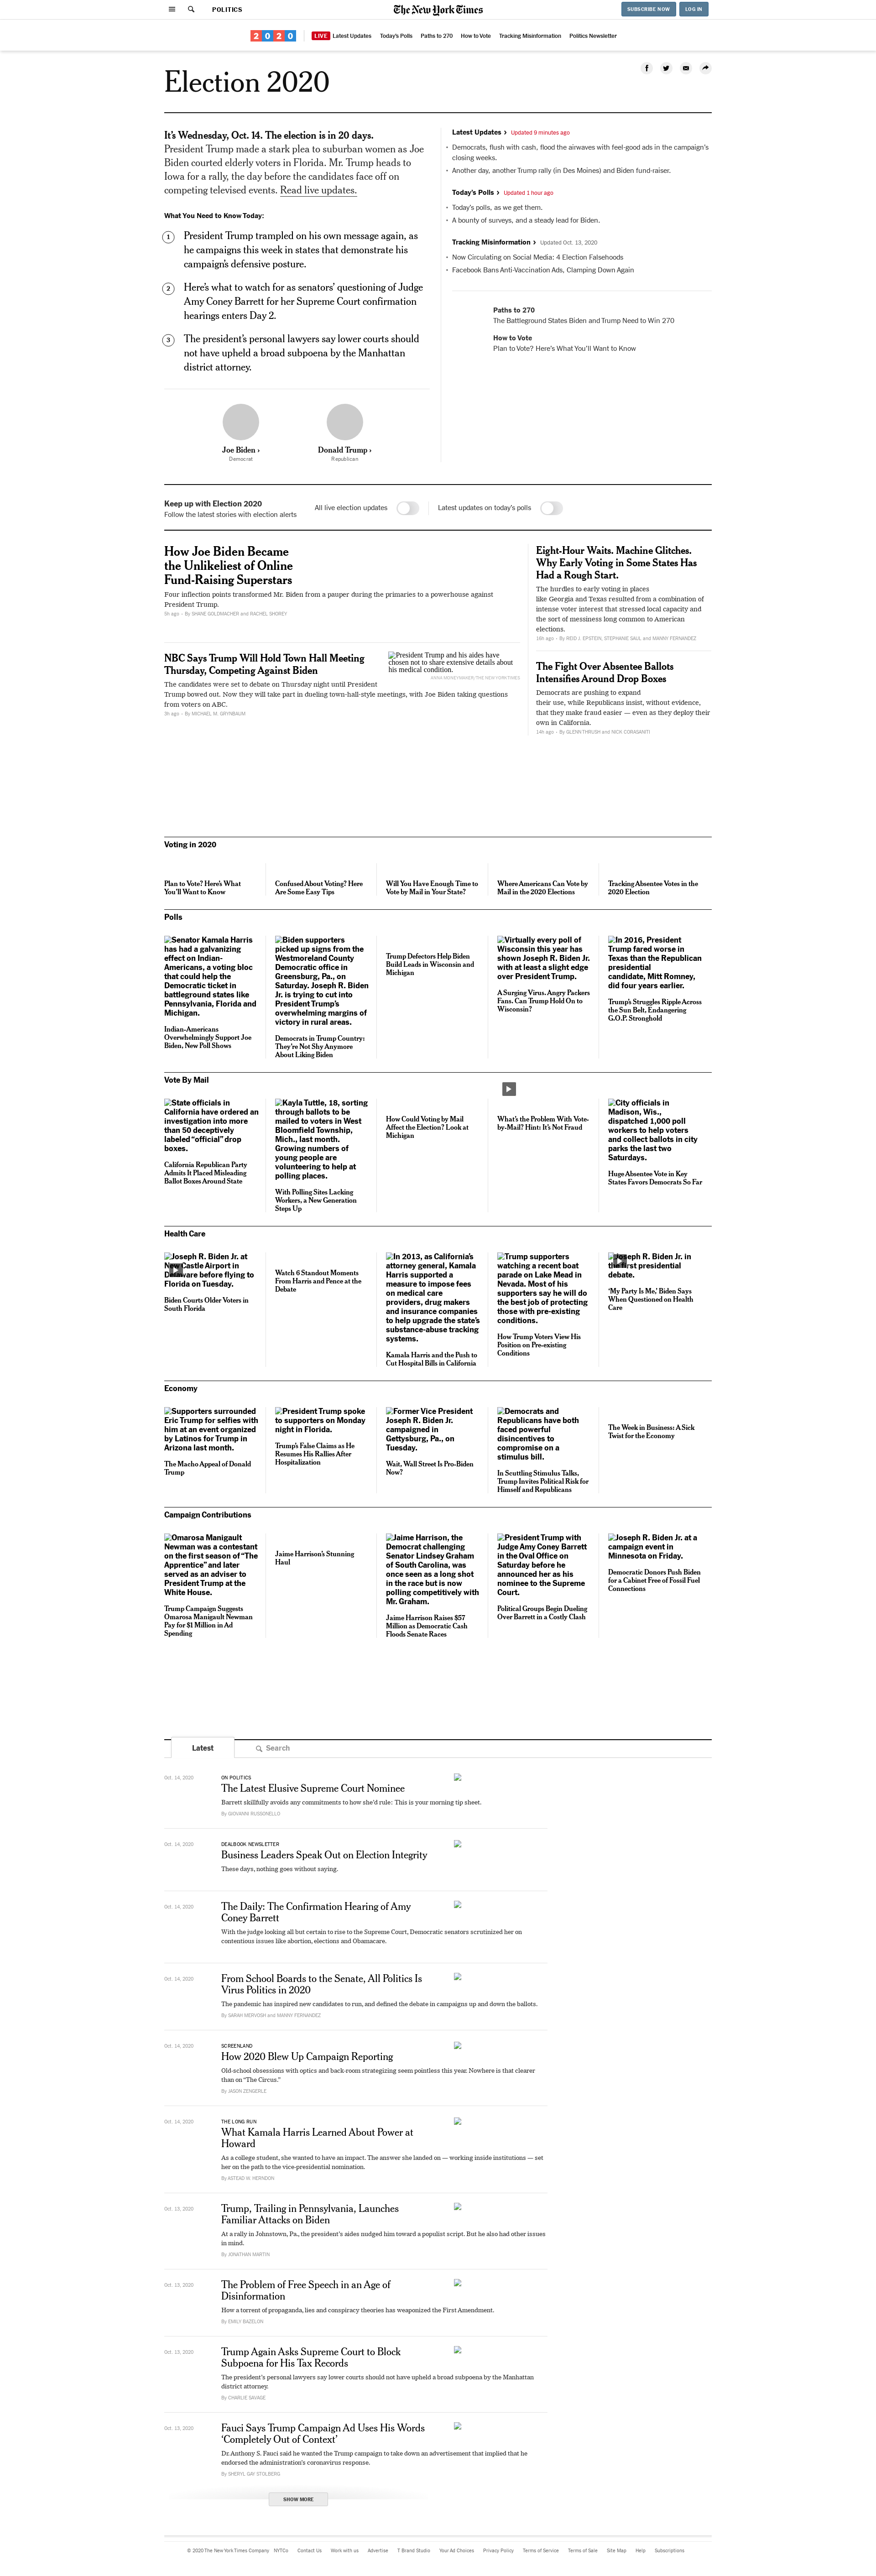 POLITICS
The New York Times
SUBSCRIBE NOW
LOG IN
2020
LIVE Latest Updates
Today's Polls
Paths to 270
How to Vote
Tracking Misinformation
Politics Newsletter
Election 2020
It's Wednesday, Oct. 14. The election is in 20 days.
President Trump made a stark plea to suburban women as Joe
Biden courted elderly voters in Florida. Mr. Trump heads to
Iowa for a rally, the day before the candidates face off on
competing televised events. Read live updates.
What You Need to Know Today:
1
President Trump trampled on his own message again, as
he campaigns this week in states that demonstrate his
campaign's defensive posture.
2
Here's what to watch for as senators' questioning of Judge
Amy Coney Barrett for her Supreme Court confirmation
hearings enters Day 2.
3
The president's personal lawyers say lower courts should
not have upheld a broad subpoena by the Manhattan
district attorney.
Joe Biden ›
Democrat
Donald Trump ›
Republican
Latest Updates › Updated 9 minutes ago
• Democrats, flush with cash, flood the airwaves with feel-good ads in the campaign's
closing weeks.
• Another day, another Trump rally (in Des Moines) and Biden fund-raiser.
Today's Polls › Updated 1 hour ago
• Today's polls, as we get them.
• A bounty of surveys, and a steady lead for Biden.
Tracking Misinformation › Updated Oct. 13, 2020
• Now Circulating on Social Media: 4 Election Falsehoods
• Facebook Bans Anti-Vaccination Ads, Clamping Down Again
Paths to 270
The Battleground States Biden and Trump Need to Win 270
How to Vote
Plan to Vote? Here's What You'll Want to Know
Keep up with Election 2020
Follow the latest stories with election alerts
All live election updates
Latest updates on today's polls
How Joe Biden Became
the Unlikeliest of Online
Fund-Raising Superstars
Four inflection points transformed Mr. Biden from a pauper during the primaries to a powerhouse against
President Trump.
5h ago - By SHANE GOLDMACHER and RACHEL SHOREY
NBC Says Trump Will Hold Town Hall Meeting
Thursday, Competing Against Biden
The candidates were set to debate on Thursday night until President
Trump bowed out. Now they will take part in dueling town-hall-style meetings, with Joe Biden taking questions
from voters on ABC.
3h ago - By MICHAEL M. GRYNBAUM
President Trump and his aides have
chosen not to share extensive details about
his medical condition.
ANNA MONEYMAKER/THE NEW YORK TIMES
Eight-Hour Waits. Machine Glitches.
Why Early Voting in Some States Has
Had a Rough Start.
The hurdles to early voting in places
like Georgia and Texas resulted from a combination of
intense voter interest that stressed local capacity and
the sort of messiness long common to American
elections.
16h ago - By REID J. EPSTEIN, STEPHANIE SAUL and MANNY FERNANDEZ
The Fight Over Absentee Ballots
Intensifies Around Drop Boxes
Democrats are pushing to expand
their use, while Republicans insist, without evidence,
that they make fraud easier — even as they deploy their
own in California.
14h ago - By GLENN THRUSH and NICK CORASANITI
Voting in 2020
Plan to Vote? Here's What
You'll Want to Know
Confused About Voting? Here
Are Some Easy Tips
Will You Have Enough Time to
Vote by Mail in Your State?
Where Americans Can Vote by
Mail in the 2020 Elections
Tracking Absentee Votes in the
2020 Election
Polls
Senator Kamala Harris
has had a galvanizing
effect on Indian-
Americans, a voting bloc
that could help the
Democratic ticket in
battleground states like
Pennsylvania, Florida and
Michigan.
Indian-Americans
Overwhelmingly Support Joe
Biden, New Poll Shows
Biden supporters
picked up signs from the
Westmoreland County
Democratic office in
Greensburg, Pa., on
Saturday. Joseph R. Biden
Jr. is trying to cut into
President Trump's
overwhelming margins of
victory in rural areas.
Democrats in Trump Country:
They're Not Shy Anymore
About Liking Biden
Trump Defectors Help Biden
Build Leads in Wisconsin and
Michigan
Virtually every poll of
Wisconsin this year has
shown Joseph R. Biden Jr.
with at least a slight edge
over President Trump.
A Surging Virus. Angry Packers
Fans. Can Trump Hold On to
Wisconsin?
In 2016, President
Trump fared worse in
Texas than the Republican
presidential
candidate, Mitt Romney,
did four years earlier.
Trump's Struggles Ripple Across
the Sun Belt, Endangering
G.O.P. Stronghold
Vote By Mail
State officials in
California have ordered an
investigation into more
than 50 deceptively
labeled "official" drop
boxes.
California Republican Party
Admits It Placed Misleading
Ballot Boxes Around State
Kayla Tuttle, 18, sorting
through ballots to be
mailed to voters in West
Bloomfield Township,
Mich., last month.
Growing numbers of
young people are
volunteering to help at
polling places.
With Polling Sites Lacking
Workers, a New Generation
Steps Up
How Could Voting by Mail
Affect the Election? Look at
Michigan
What's the Problem With Vote-
by-Mail? Hint: It's Not Fraud
City officials in
Madison, Wis.,
dispatched 1,000 poll
workers to help voters
and collect ballots in city
parks the last two
Saturdays.
Huge Absentee Vote in Key
States Favors Democrats So Far
Health Care
Joseph R. Biden Jr. at
New Castle Airport in
Delaware before flying to
Florida on Tuesday.
Biden Courts Older Voters in
South Florida
Watch 6 Standout Moments
From Harris and Pence at the
Debate
In 2013, as California's
attorney general, Kamala
Harris supported a
measure to impose fees
on medical care
providers, drug makers
and insurance companies
to help upgrade the state's
substance-abuse tracking
systems.
Kamala Harris and the Push to
Cut Hospital Bills in California
Trump supporters
watching a recent boat
parade on Lake Mead in
Nevada. Most of his
supporters say he will do
the best job of protecting
those with pre-existing
conditions.
How Trump Voters View His
Position on Pre-existing
Conditions
Joseph R. Biden Jr. in
the first presidential
debate.
'My Party Is Me,' Biden Says
When Questioned on Health
Care
Economy
Supporters surrounded
Eric Trump for selfies with
him at an event organized
by Latinos for Trump in
Arizona last month.
The Macho Appeal of Donald
Trump
President Trump spoke
to supporters on Monday
night in Florida.
Trump's False Claims as He
Resumes His Rallies After
Hospitalization
Former Vice President
Joseph R. Biden Jr.
campaigned in
Gettysburg, Pa., on
Tuesday.
Wait, Wall Street Is Pro-Biden
Now?
Democrats and
Republicans have both
faced powerful
disincentives to
compromise on a
stimulus bill.
In Scuttling Stimulus Talks,
Trump Invites Political Risk for
Himself and Republicans
The Week in Business: A Sick
Twist for the Economy
Campaign Contributions
Omarosa Manigault
Newman was a contestant
on the first season of "The
Apprentice" and later
served as an adviser to
President Trump at the
White House.
Trump Campaign Suggests
Omarosa Manigault Newman
Pay for $1 Million in Ad
Spending
Jaime Harrison's Stunning
Haul
Jaime Harrison, the
Democrat challenging
Senator Lindsey Graham
of South Carolina, was
once seen as a long shot
in the race but is now
polling competitively with
Mr. Graham.
Jaime Harrison Raises $57
Million as Democratic Cash
Floods Senate Races
President Trump with
Judge Amy Coney Barrett
in the Oval Office on
Saturday before he
announced her as his
nominee to the Supreme
Court.
Political Groups Begin Dueling
Over Barrett in a Costly Clash
Joseph R. Biden Jr. at a
campaign event in
Minnesota on Friday.
Democratic Donors Push Biden
for a Cabinet Free of Fossil Fuel
Connections
Latest
Search
Oct. 14, 2020
ON POLITICS
The Latest Elusive Supreme Court Nominee
Barrett skillfully avoids any commitments to how she'd rule: This is your morning tip sheet.
By GIOVANNI RUSSONELLO
Oct. 14, 2020
DEALBOOK NEWSLETTER
Business Leaders Speak Out on Election Integrity
These days, nothing goes without saying.
Oct. 14, 2020
The Daily: The Confirmation Hearing of Amy
Coney Barrett
With the judge looking all but certain to rise to the Supreme Court, Democratic senators scrutinized her on
contentious issues like abortion, elections and Obamacare.
Oct. 14, 2020
From School Boards to the Senate, All Politics Is
Virus Politics in 2020
The pandemic has inspired new candidates to run, and defined the debate in campaigns up and down the ballots.
By SARAH MERVOSH and MANNY FERNANDEZ
Oct. 14, 2020
SCREENLAND
How 2020 Blew Up Campaign Reporting
Old-school obsessions with optics and back-room strategizing seem pointless this year. Nowhere is that clearer
than on "The Circus."
By JASON ZENGERLE
Oct. 14, 2020
THE LONG RUN
What Kamala Harris Learned About Power at
Howard
As a college student, she wanted to have an impact. The answer she landed on — working inside institutions — set
her on the path to the vice-presidential nomination.
By ASTEAD W. HERNDON
Oct. 13, 2020
Trump, Trailing in Pennsylvania, Launches
Familiar Attacks on Biden
At a rally in Johnstown, Pa., the president's aides nudged him toward a populist script. But he also had other issues
in mind.
By JONATHAN MARTIN
Oct. 13, 2020
The Problem of Free Speech in an Age of
Disinformation
How a torrent of propaganda, lies and conspiracy theories has weaponized the First Amendment.
By EMILY BAZELON
Oct. 13, 2020
Trump Again Asks Supreme Court to Block
Subpoena for His Tax Records
The president's personal lawyers say lower courts should not have upheld a broad subpoena by the Manhattan
district attorney.
By CHARLIE SAVAGE
Oct. 13, 2020
Fauci Says Trump Campaign Ad Uses His Words
'Completely Out of Context'
Dr. Anthony S. Fauci said he wanted the Trump campaign to take down an advertisement that implied that he
endorsed the administration's coronavirus response.
By SHERYL GAY STOLBERG
SHOW MORE
© 2020 The New York Times Company
NYTCo
Contact Us
Work with us
Advertise
T Brand Studio
Your Ad Choices
Privacy Policy
Terms of Service
Terms of Sale
Site Map
Help
Subscriptions